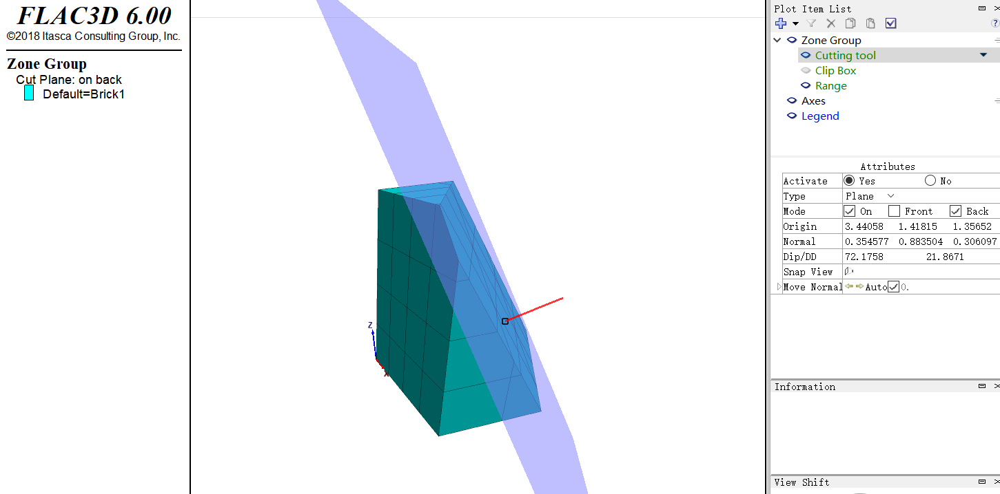 FLAC3D 6.00
©2018 Itasca Consulting Group, Inc.
Zone Group
Cut Plane: on back
Default=Brick1
Z
X
Plot Item List
Zone Group
Cutting tool
Clip Box
Range
Axes
Legend
Attributes
Activate Yes No
Type Plane
Mode On Front Back
Origin 3.44058 1.41815 1.35652
Normal 0.354577 0.883504 0.306097
Dip/DD 72.1758 21.8671
Snap View
Move Normal Auto 0.
Information
View Shift